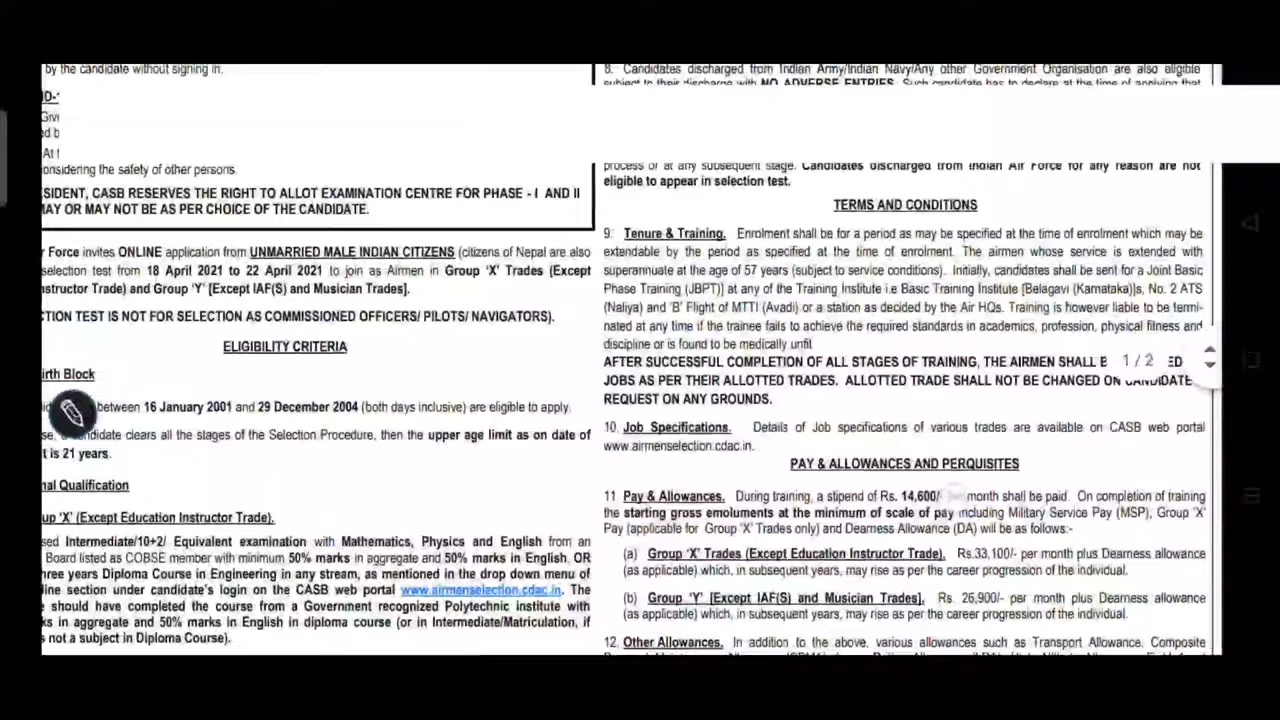 by the candidate without signing in.
ID-
Giv
ed b
At t
onsidering the safety of other persons.
SIDENT, CASB RESERVES THE RIGHT TO ALLOT EXAMINATION CENTRE FOR PHASE - I AND II
MAY OR MAY NOT BE AS PER CHOICE OF THE CANDIDATE.
r Force invites ONLINE application from UNMARRIED MALE INDIAN CITIZENS (citizens of Nepal are also
selection test from 18 April 2021 to 22 April 2021 to join as Airmen in Group 'X' Trades (Except
nstructor Trade) and Group 'Y' [Except IAF(S) and Musician Trades].
CTION TEST IS NOT FOR SELECTION AS COMMISSIONED OFFICERS/ PILOTS/ NAVIGATORS).
ELIGIBILITY CRITERIA
irth Block
between 16 January 2001 and 29 December 2004 (both days inclusive) are eligible to apply.
candidate clears all the stages of the Selection Procedure, then the upper age limit as on date of
t is 21 years.
nal Qualification
up 'X' (Except Education Instructor Trade).
sed Intermediate/10+2/ Equivalent examination with Mathematics, Physics and English from an
Board listed as COBSE member with minimum 50% marks in aggregate and 50% marks in English. OR
hree years Diploma Course in Engineering in any stream, as mentioned in the drop down menu of
line section under candidate's login on the CASB web portal www.airmenselection.cdac.in. The
should have completed the course from a Government recognized Polytechnic institute with
ks in aggregate and 50% marks in English in diploma course (or in Intermediate/Matriculation, if
s not a subject in Diploma Course).
8. Candidates discharged from Indian Army/Indian Navy/Any other Government Organisation are also eligible
subject to their discharge with NO ADVERSE ENTRIES. Such candidate has to declare at the time of applying that
process or at any subsequent stage. Candidates discharged from Indian Air Force for any reason are not
eligible to appear in selection test.
TERMS AND CONDITIONS
9. Tenure & Training. Enrolment shall be for a period as may be specified at the time of enrolment which may be
extendable by the period as specified at the time of enrolment. The airmen whose service is extended with
superannuate at the age of 57 years (subject to service conditions). Initially, candidates shall be sent for a Joint Basic
Phase Training (JBPT)] at any of the Training Institute i.e Basic Training Institute [Belagavi (Karnataka)]s, No. 2 ATS
(Naliya) and 'B' Flight of MTTI (Avadi) or a station as decided by the Air HQs. Training is however liable to be termi-
nated at any time if the trainee fails to achieve the required standards in academics, profession, physical fitness and
discipline or is found to be medically unfit
AFTER SUCCESSFUL COMPLETION OF ALL STAGES OF TRAINING, THE AIRMEN SHALL B ED
JOBS AS PER THEIR ALLOTTED TRADES. ALLOTTED TRADE SHALL NOT BE CHANGED ON CANDIDATE
REQUEST ON ANY GROUNDS.
1 / 2
10. Job Specifications. Details of Job specifications of various trades are available on CASB web portal
www.airmenselection.cdac.in.
PAY & ALLOWANCES AND PERQUISITES
11 Pay & Allowances. During training, a stipend of Rs. 14,600/ month shall be paid. On completion of training
the starting gross emoluments at the minimum of scale of pay including Military Service Pay (MSP), Group 'X'
Pay (applicable for Group 'X' Trades only) and Dearness Allowance (DA) will be as follows:-
(a) Group 'X' Trades (Except Education Instructor Trade). Rs.33,100/- per month plus Dearness allowance
(as applicable) which, in subsequent years, may rise as per the career progression of the individual.
(b) Group 'Y' [Except IAF(S) and Musician Trades]. Rs. 26,900/- per month plus Dearness allowance
(as applicable) which, in subsequent years, may rise as per the career progression of the individual.
12. Other Allowances. In addition to the above, various allowances such as Transport Allowance, Composite